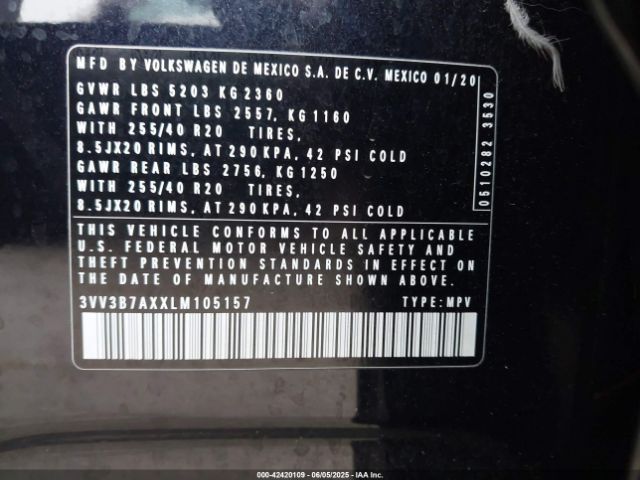 MFD BY VOLKSWAGEN DE MEXICO S.A. DE C.V. MEXICO 01/20
GVWR LBS 5203 KG 2360
GAWR FRONT LBS 2557, KG 1160
WITH 255/40 R20 TIRES,
8.5JX20 RIMS, AT 290 KPA, 42 PSI COLD
GAWR REAR LBS 2756, KG 1250
WITH 255/40 R20 TIRES,
8.5JX20 RIMS, AT 290 KPA, 42 PSI COLD
0510282 3530
THIS VEHICLE CONFORMS TO ALL APPLICABLE
U.S. FEDERAL MOTOR VEHICLE SAFETY AND
THEFT PREVENTION STANDARDS IN EFFECT ON
THE DATE OF MANUFACTURE SHOWN ABOVE.
3VV3B7AXXLM105157 TYPE: MPV
000-42420109 - 06/05/2025 - IAAI.COM